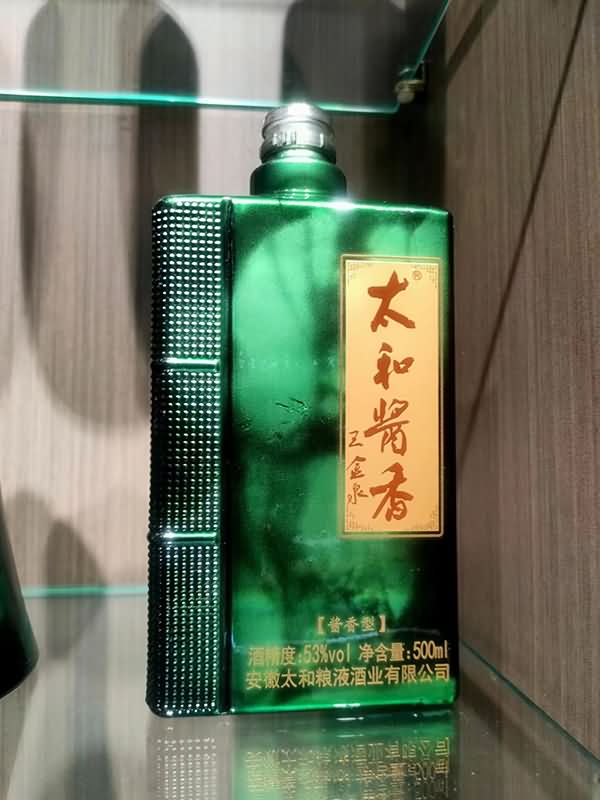 太和酱香®
王金泉
【酱香型】
酒精度:53%vol 净含量:500ml
安徽太和粮液酒业有限公司